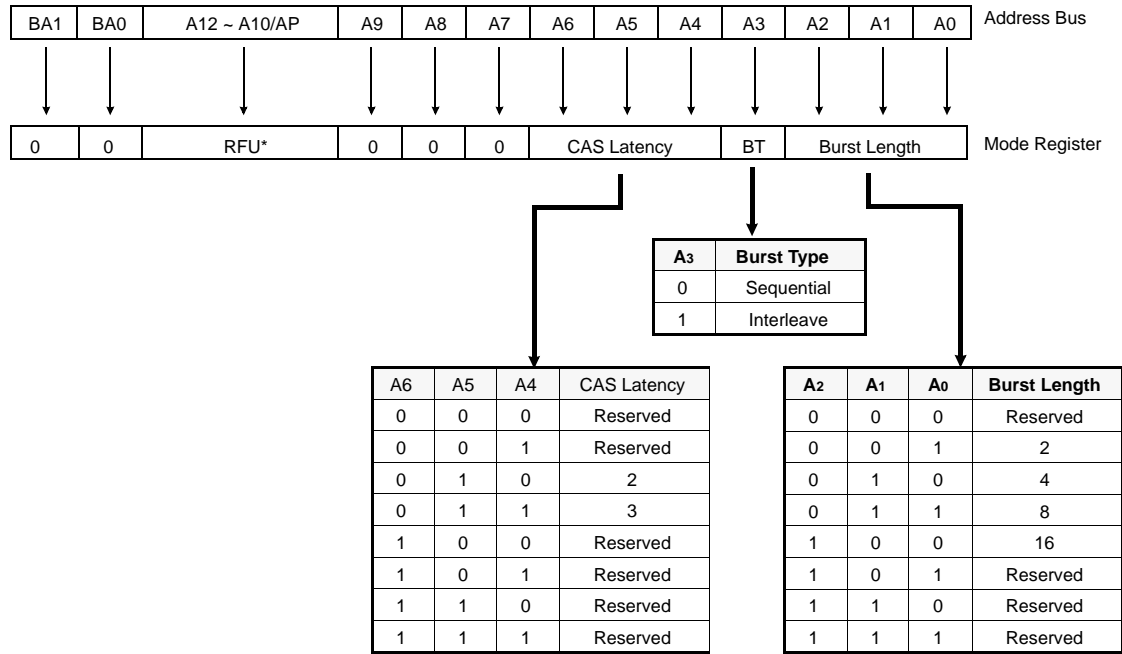 BA1 BA0 A12 ~ A10/AP A9 A8 A7 A6 A5 A4 A3 A2 A1 A0 Address Bus
0 0 RFU* 0 0 0 CAS Latency BT Burst Length Mode Register
A3 Burst Type
0 Sequential
1 Interleave
A6 A5 A4 CAS Latency
0 0 0 Reserved
0 0 1 Reserved
0 1 0 2
0 1 1 3
1 0 0 Reserved
1 0 1 Reserved
1 1 0 Reserved
1 1 1 Reserved
A2 A1 A0 Burst Length
0 0 0 Reserved
0 0 1 2
0 1 0 4
0 1 1 8
1 0 0 16
1 0 1 Reserved
1 1 0 Reserved
1 1 1 Reserved